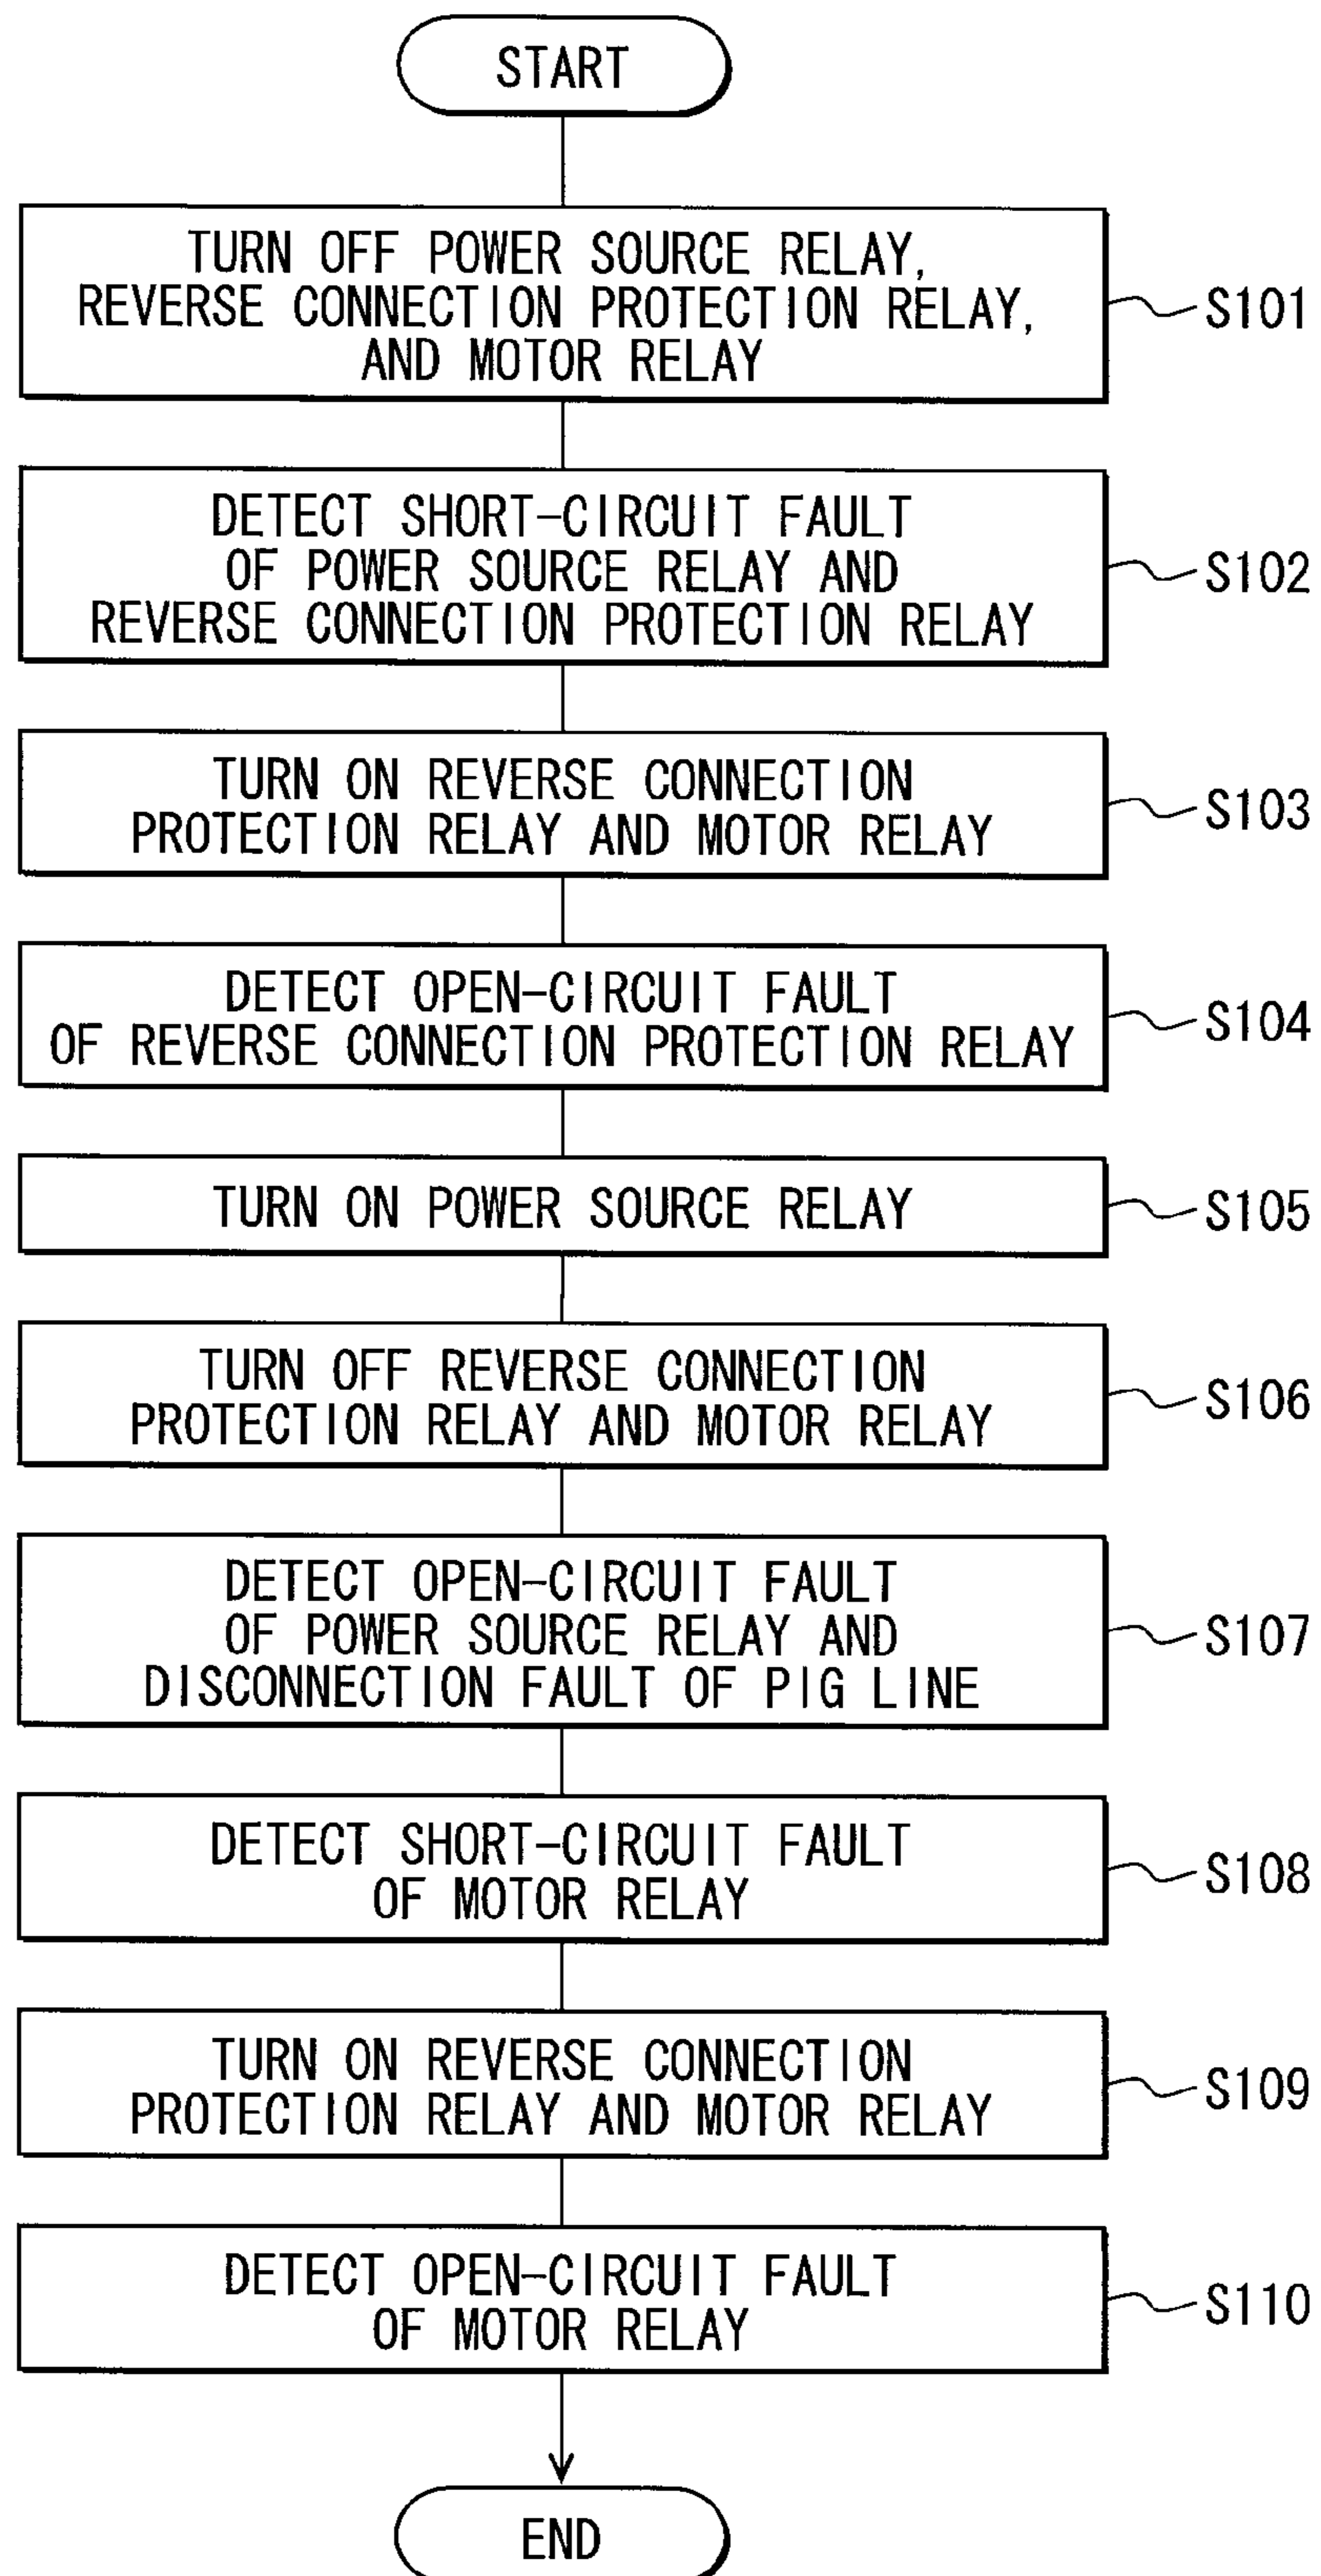 START
TURN OFF POWER SOURCE RELAY,
REVERSE CONNECTION PROTECTION RELAY,
AND MOTOR RELAY
S101
DETECT SHORT-CIRCUIT FAULT
OF POWER SOURCE RELAY AND
REVERSE CONNECTION PROTECTION RELAY
S102
TURN ON REVERSE CONNECTION
PROTECTION RELAY AND MOTOR RELAY
S103
DETECT OPEN-CIRCUIT FAULT
OF REVERSE CONNECTION PROTECTION RELAY
S104
TURN ON POWER SOURCE RELAY
S105
TURN OFF REVERSE CONNECTION
PROTECTION RELAY AND MOTOR RELAY
S106
DETECT OPEN-CIRCUIT FAULT
OF POWER SOURCE RELAY AND
DISCONNECTION FAULT OF PIG LINE
S107
DETECT SHORT-CIRCUIT FAULT
OF MOTOR RELAY
S108
TURN ON REVERSE CONNECTION
PROTECTION RELAY AND MOTOR RELAY
S109
DETECT OPEN-CIRCUIT FAULT
OF MOTOR RELAY
S110
END